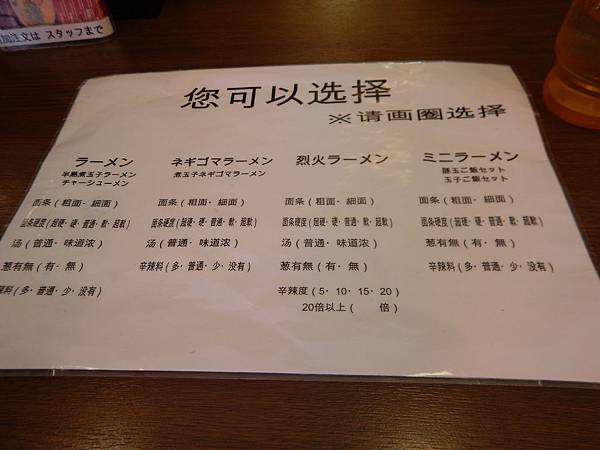 加注文は スタッフまで
您可以选择
※请画圈选择
ラーメン
半熟煮玉子ラーメン
チャーシューメン
面条(粗面・細面)
面条硬度(超硬・硬・普通・軟・超軟)
汤(普通・味道浓)
葱有無(有・無)
辛辣料(多・普通・少・没有)
ネギゴマラーメン
煮玉子ネギゴマラーメン
面条(粗面・細面)
面条硬度(超硬・硬・普通・軟・超軟)
汤(普通・味道浓)
辛辣料(多・普通・少・没有)
烈火ラーメン
面条(粗面・細面)
面条硬度(超硬・硬・普通・軟・超軟)
汤(普通・味道浓)
葱有無(有・無)
辛辣度(5・10・15・20)
20倍以上( 倍)
ミニラーメン
豚玉ご飯セット
玉子ご飯セット
面条(粗面・細面)
面条硬度(超硬・硬・普通・軟・超軟)
葱有無(有・無)
辛辣料(多・普通・少・没有)